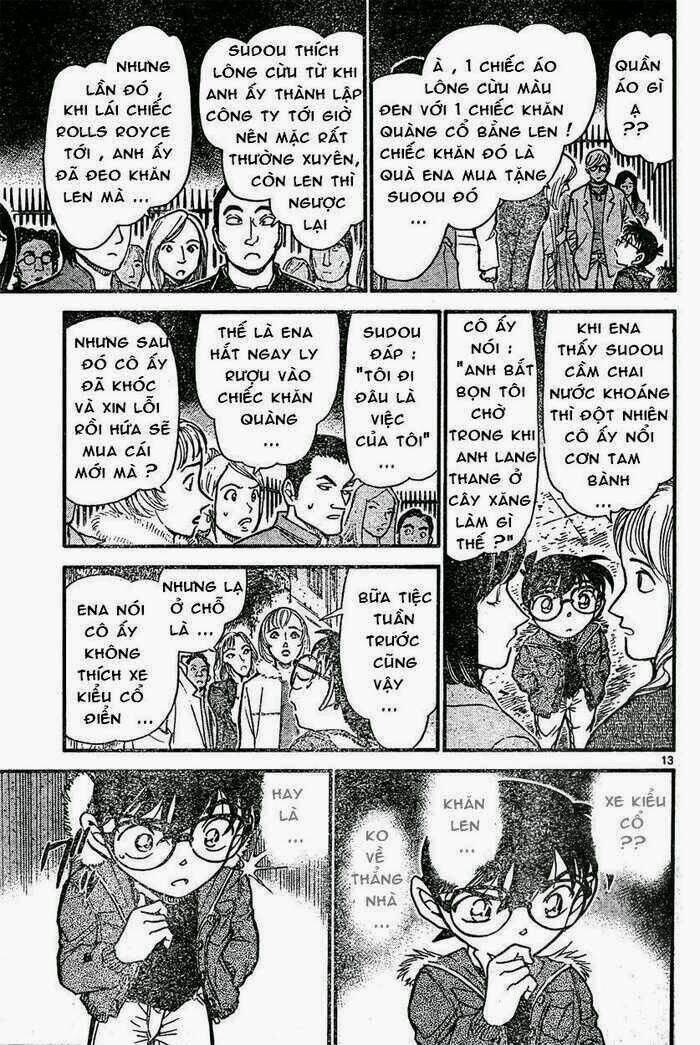 QUẦN
ÁO GÌ
Ạ
??
À , 1 CHIẾC ÁO
LÔNG CỪU MÀU
ĐEN VỚI 1 CHIẾC KHĂN
QUÀNG CỔ BẰNG LEN !
CHIẾC KHĂN ĐÓ LÀ
QUÀ ENA MUA TẶNG
SUDOU ĐÓ
...
SUDOU THÍCH
LÔNG CỪU TỪ KHI
ANH ẤY THÀNH LẬP
CÔNG TY TỚI GIỜ
NÊN MẶC RẤT
THƯỜNG XUYÊN,
CÒN LEN THÌ
NGƯỢC
LẠI
NHƯNG
LẦN ĐÓ ,
KHI LÁI CHIẾC
ROLLS ROYCE
TỚI , ANH ẤY
ĐÃ ĐEO KHĂN
LEN MÀ ...
KHI ENA
THẤY SUDOU
CẦM CHAI
NƯỚC KHOÁNG
THÌ ĐỘT NHIÊN
CÔ ẤY NỔI
CƠN TAM
BÀNH
...
CÔ ẤY
NÓI :
"ANH BẮT
BỌN TÔI
CHỜ
TRONG KHI
ANH LANG
THANG Ở
CÂY XĂNG
LÀM GÌ
THẾ ?"
SUDOU
ĐÁP :
"TÔI ĐI
ĐÂU LÀ
VIỆC
CỦA TÔI"
...
THẾ LÀ ENA
HẮT NGAY LY
RƯỢU VÀO
CHIẾC KHĂN
QUÀNG
...
NHƯNG SAU
ĐÓ CÔ ẤY
ĐÃ KHÓC
VÀ XIN LỖI
RỒI HỨA SẼ
MUA CÁI
MỚI MÀ ?
BỮA TIỆC
TUẦN
TRƯỚC
CŨNG
VẬY ...
NHƯNG LẠ
Ở CHỖ
LÀ ...
ENA NÓI
CÔ ẤY
KHÔNG
THÍCH XE
KIỂU CỔ
ĐIỂN ...
13
XE KIỂU
CỔ
??
KHĂN
LEN ...
KO
VỀ
THẲNG
NHÀ ...
HAY
LÀ ...